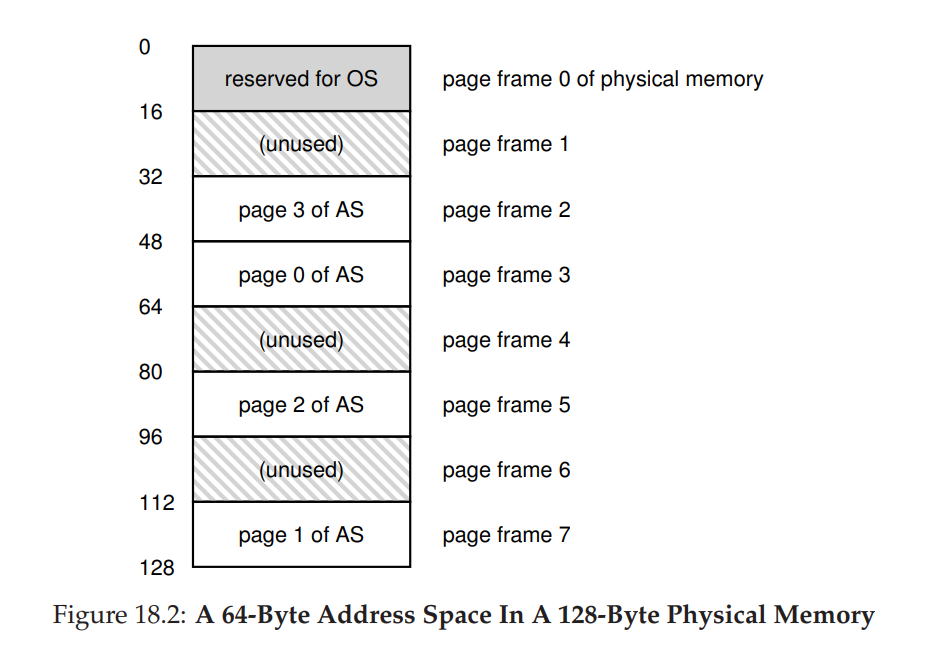 0
reserved for OS page frame 0 of physical memory
16
(unused) page frame 1
32
page 3 of AS page frame 2
48
page 0 of AS page frame 3
64
(unused) page frame 4
80
page 2 of AS page frame 5
96
(unused) page frame 6
112
page 1 of AS page frame 7
128
Figure 18.2: A 64-Byte Address Space In A 128-Byte Physical Memory